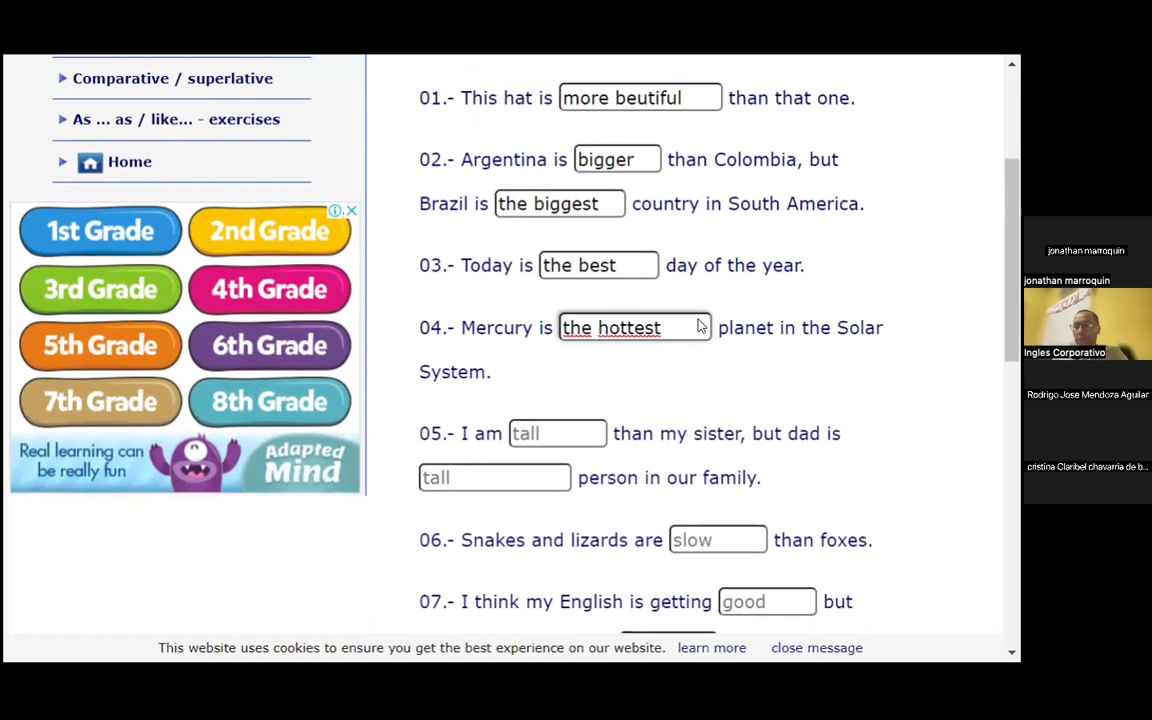 Comparative / superlative
As ... as / like... - exercises
Home
1st Grade
2nd Grade
3rd Grade
4th Grade
5th Grade
6th Grade
7th Grade
8th Grade
Real learning can
be really fun
Adapted
Mind
01.- This hat is more beutiful than that one.
02.- Argentina is bigger than Colombia, but
Brazil is the biggest country in South America.
03.- Today is the best day of the year.
04.- Mercury is the hottest planet in the Solar
System.
05.- I am tall than my sister, but dad is
tall person in our family.
06.- Snakes and lizards are slow than foxes.
07.- I think my English is getting good but
This website uses cookies to ensure you get the best experience on our website. learn more close message
jonathan marroquin
jonathan marroquin
Ingles Corporativo
Rodrigo Jose Mendoza Aguilar
cristina Claribel chavarria de b...